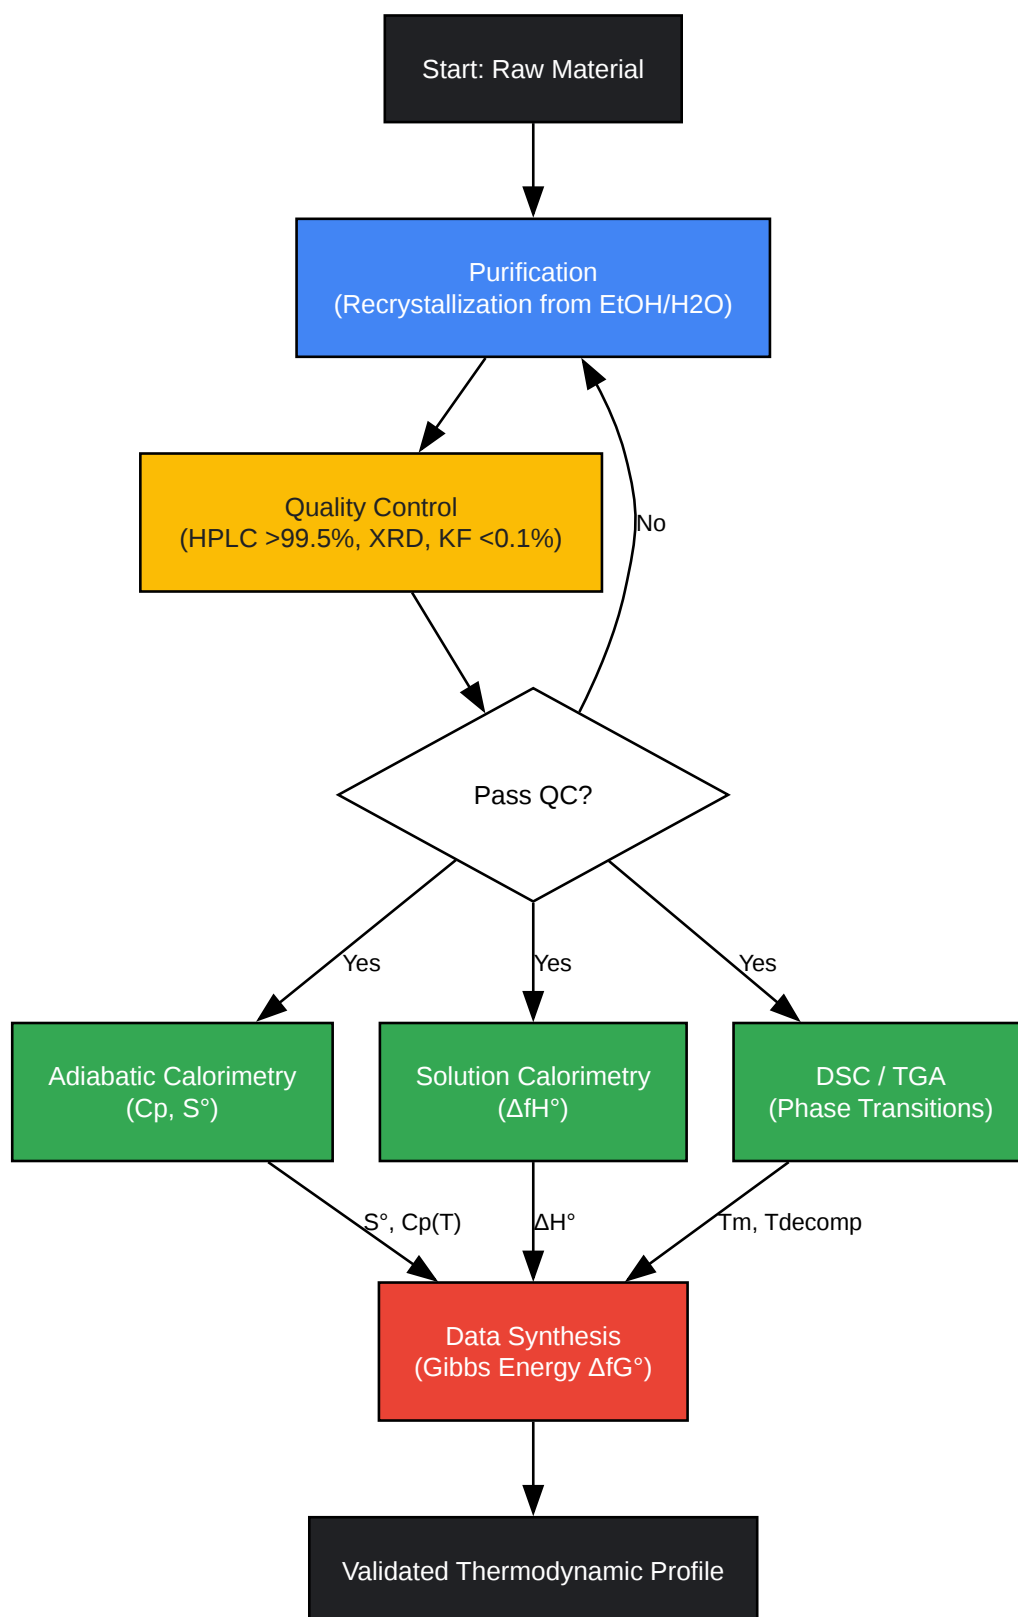 Start: Raw Material
Purification
(Recrystallization from EtOH/H2O)
Quality Control
(HPLC >99.5%, XRD, KF <0.1%)
No
Pass QC?
Yes
Yes
Yes
Adiabatic Calorimetry
(Cp, S°)
Solution Calorimetry
(ΔfH°)
DSC / TGA
(Phase Transitions)
S°, Cp(T)
ΔH°
Tm, Tdecomp
Data Synthesis
(Gibbs Energy ΔfG°)
Validated Thermodynamic Profile